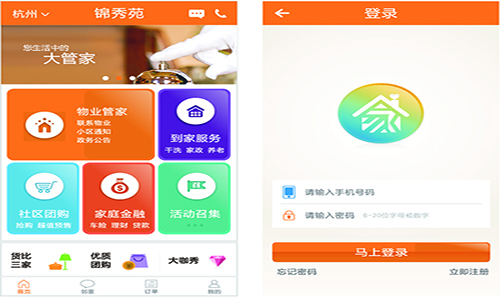 杭州
锦秀苑
您生活中的
大管家
物业管家
联系物业
小区通知
政务公告
到家服务
干洗 家政 养老
社区团购
抢购 超值预售
家庭金融
车险 理财 贷款
活动召集
货比
三家
优质
团购
大咖秀
首页
邻里
订单
我的
登录
请输入手机号码
请输入密码 6-20位字母或数字
马上登录
忘记密码
立即注册